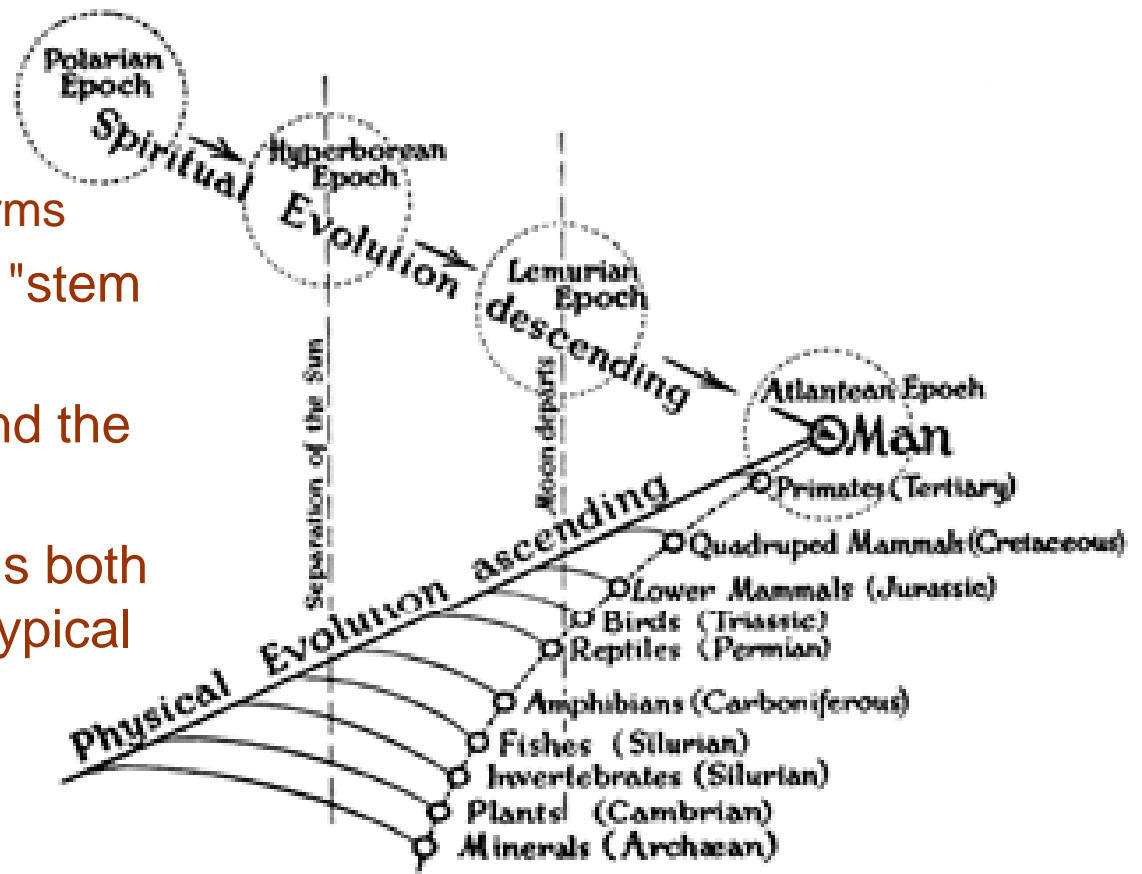 Polarian
Epoch
Spiritual Evolution descending
Hyperborean
Epoch
Lemurian
Epoch
Atlantean Epoch
Man
Separation of the Sun
Moon departs
Physical Evolution ascending
Primates (Tertiary)
Quadruped Mammals (Cretaceous)
Lower Mammals (Jurassic)
Birds (Triassic)
Reptiles (Permian)
Amphibians (Carboniferous)
Fishes (Silurian)
Invertebrates (Silurian)
Plants (Cambrian)
Minerals (Archæan)
rms
"stem
nd the
s both
ypical